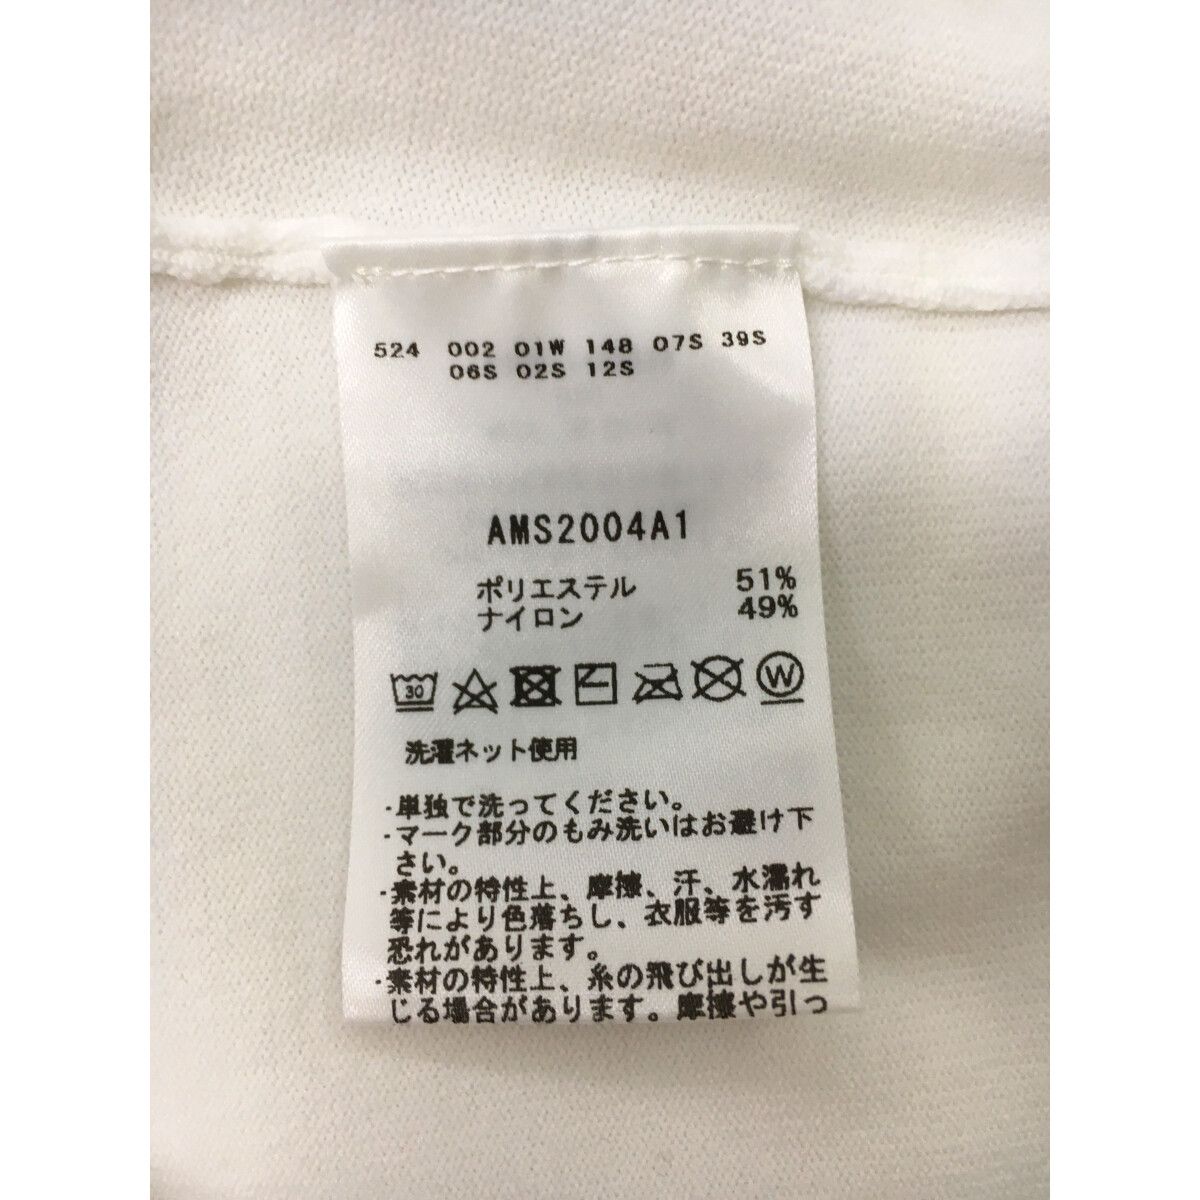 524 002 01W 148 07S 39S
06S 02S 12S
AMS2004A1
ポリエステル 51%
ナイロン 49%
30 W
洗濯ネット使用
・単独で洗ってください。
・マーク部分のもみ洗いはお避け下
さい。
・素材の特性上、摩擦、汗、水濡れ
等により色落ちし、衣服等を汚す
恐れがあります。
・素材の特性上、糸の飛び出しが生
じる場合があります。摩擦や引っ